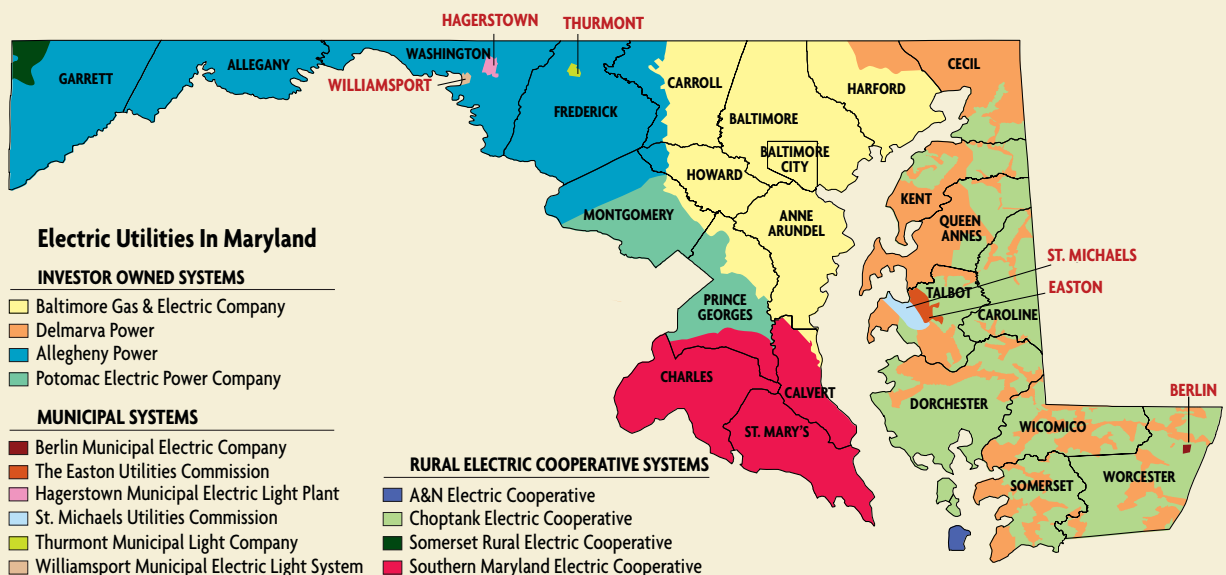 HAGERSTOWN
THURMONT
WASHINGTON
GARRETT
ALLEGANY
WILLIAMSPORT
FREDERICK
CARROLL
HARFORD
CECIL
BALTIMORE
BALTIMORE
CITY
HOWARD
MONTGOMERY
ANNE
ARUNDEL
KENT
QUEEN
ANNES
ST. MICHAELS
EASTON
TALBOT
CAROLINE
PRINCE
GEORGES
CHARLES
CALVERT
ST. MARY'S
DORCHESTER
WICOMICO
BERLIN
SOMERSET
WORCESTER
Electric Utilities In Maryland
INVESTOR OWNED SYSTEMS
Baltimore Gas & Electric Company
Delmarva Power
Allegheny Power
Potomac Electric Power Company
MUNICIPAL SYSTEMS
Berlin Municipal Electric Company
The Easton Utilities Commission
Hagerstown Municipal Electric Light Plant
St. Michaels Utilities Commission
Thurmont Municipal Light Company
Williamsport Municipal Electric Light System
RURAL ELECTRIC COOPERATIVE SYSTEMS
A&N Electric Cooperative
Choptank Electric Cooperative
Somerset Rural Electric Cooperative
Southern Maryland Electric Cooperative